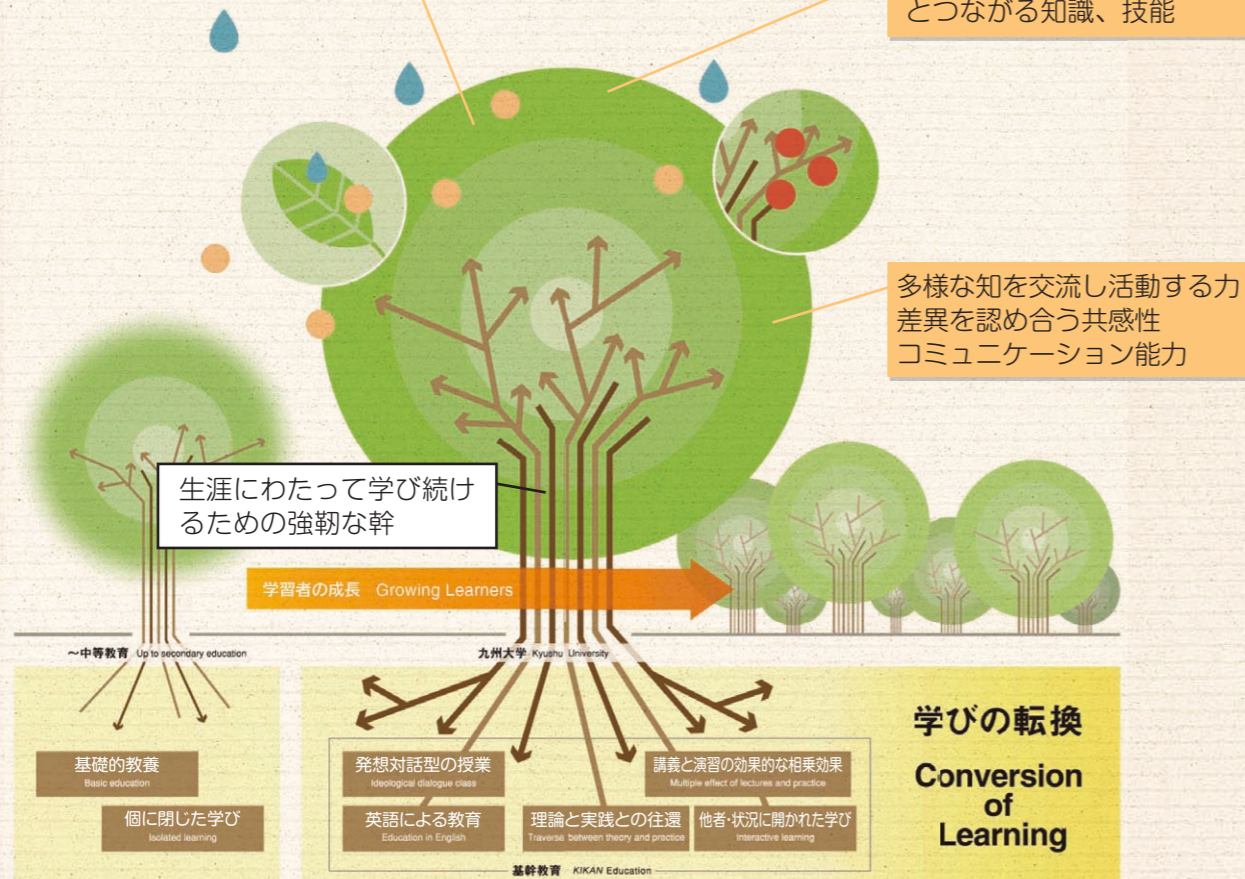 とつながる知識、技能
多様な知を交流し活動する力
差異を認め合う共感性
コミュニケーション能力
生涯にわたって学び続け
るための強靭な幹
学習者の成長 Growing Learners
～中等教育 Up to secondary education
九州大学 Kyushu University
学びの転換
Conversion
of
Learning
基礎的教養
Basic education
個に閉じた学び
Isolated learning
発想対話型の授業
Ideological dialogue class
講義と演習の効果的な相乗効果
Multiple effect of lectures and practice
英語による教育
Education in English
理論と実践との往還
Traverse between theory and practice
他者・状況に開かれた学び
Interactive learning
基幹教育 KIKAN Education